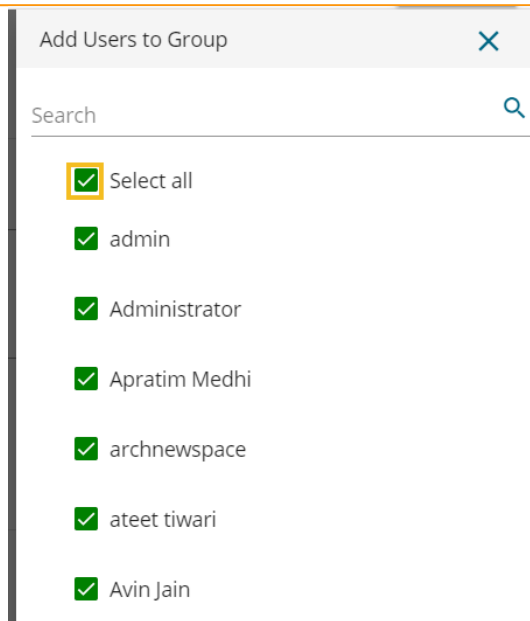 Add Users to Group
Search
Select all
admin
Administrator
Apratim Medhi
archnewspace
ateet tiwari
Avin Jain